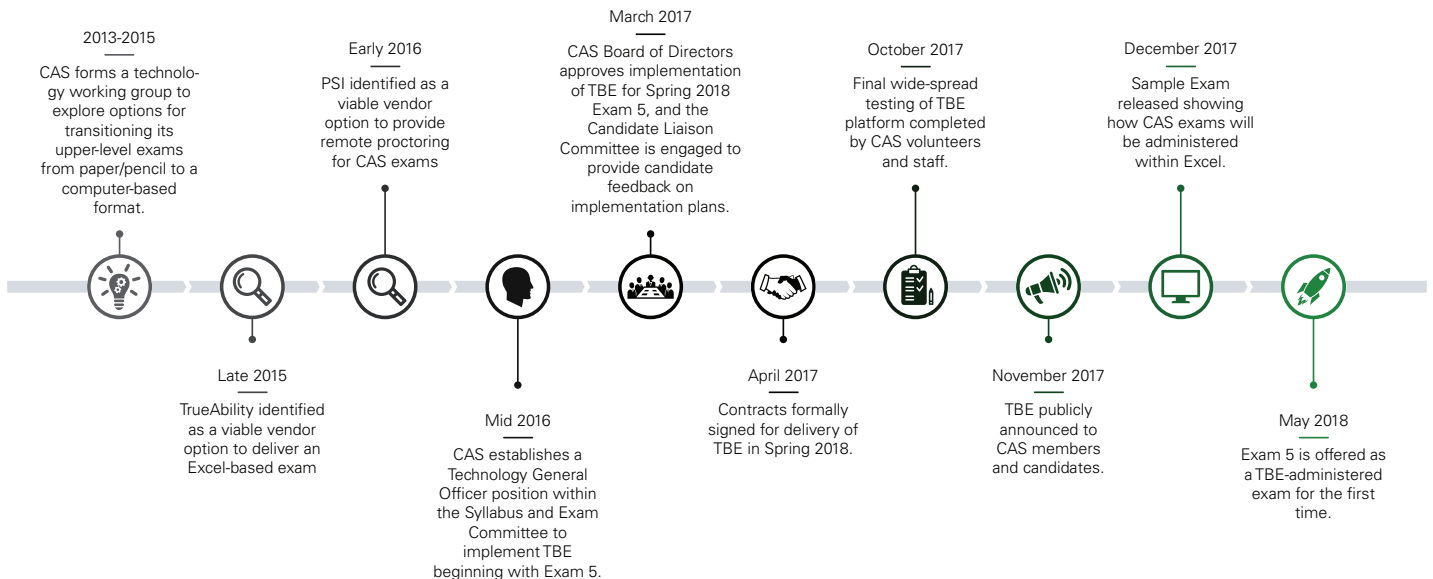 2013-2015
CAS forms a technolo-
gy working group to
explore options for
transitioning its
upper-level exams
from paper/pencil to a
computer-based
format.
Late 2015
TrueAbility identified
as a viable vendor
option to deliver an
Excel-based exam
Early 2016
PSI identified as a
viable vendor
option to provide
remote proctoring
for CAS exams
Mid 2016
CAS establishes a
Technology General
Officer position within
the Syllabus and Exam
Committee to
implement TBE
beginning with Exam 5.
March 2017
CAS Board of Directors
approves implementation
of TBE for Spring 2018
Exam 5, and the
Candidate Liaison
Committee is engaged to
provide candidate
feedback on
implementation plans.
April 2017
Contracts formally
signed for delivery of
TBE in Spring 2018.
October 2017
Final wide-spread
testing of TBE
platform completed
by CAS volunteers
and staff.
November 2017
TBE publicly
announced to
CAS members
and candidates.
December 2017
Sample Exam
released showing
how CAS exams will
be administered
within Excel.
May 2018
Exam 5 is offered as
a TBE-administered
exam for the first
time.